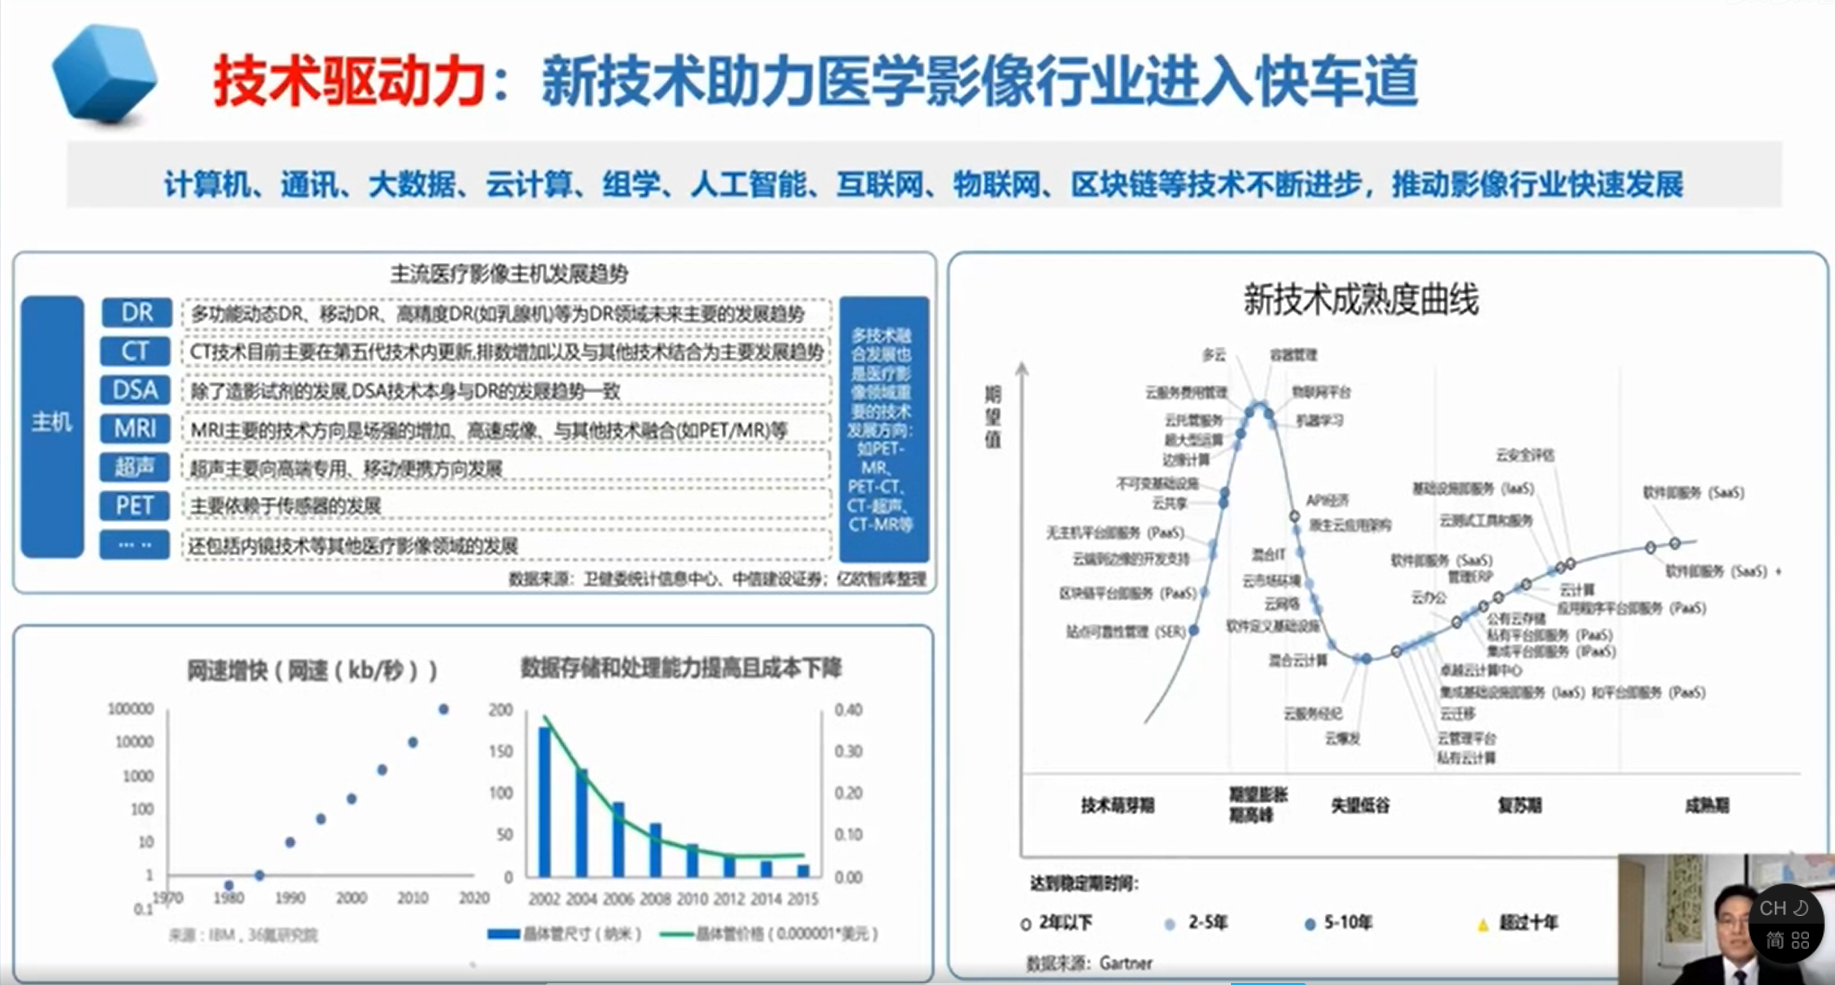 技术驱动力：新技术助力医学影像行业进入快车道
计算机、通讯、大数据、云计算、组学、人工智能、互联网、物联网、区块链等技术不断进步，推动影像行业快速发展
主流医疗影像主机发展趋势
主机
DR
多功能动态DR、移动DR、高精度DR(如乳腺机)等为DR领域未来主要的发展趋势
CT
CT技术目前主要在第五代技术内更新,排数增加以及与其他技术结合为主要发展趋势
DSA
除了造影试剂的发展,DSA技术本身与DR的发展趋势一致
MRI
MRI主要的技术方向是场强的增加、高速成像、与其他技术融合(如PET/MR)等
超声
超声主要向高端专用、移动便携方向发展
PET
主要依赖于传感器的发展
... ..
还包括内镜技术等其他医疗影像领域的发展
多技术融
合发展也
是医疗影
像领域重
要的技术
发展方向：
如PET-
MR、
PET-CT、
CT-超声、
CT-MR等
数据来源：卫健委统计信息中心、中信建设证券；亿欧智库整理
网速增快（网速（kb/秒））
100000
10000
1000
100
10
1
0.1
1970 1980 1990 2000 2010 2020
来源：IBM，36氪研究院
数据存储和处理能力提高且成本下降
200 0.40
150 0.30
100 0.20
50 0.10
0 0.00
2002 2004 2006 2008 2010 2012 2014 2015
晶体管尺寸（纳米） 晶体管价格（0.000001*美元）
新技术成熟度曲线
期望值
多云
容器管理
云服务费用管理
物联网平台
云托管服务
机器学习
超大型运算
边缘计算
不可变基础设施
云共享
API经济
原生云应用架构
无主机平台即服务（PaaS）
混合IT
云端到边缘的开发支持
云市场环境
区块链平台即服务（PaaS）
云网络
站点可靠性管理（SER）
软件定义基础设施
混合云计算
云服务经纪
云爆发
云安全评估
基础设施即服务（IaaS）
软件即服务（SaaS）
云测试工具和服务
软件即服务（SaaS）
管理ERP
软件即服务（SaaS）+
云办公
云计算
应用程序平台即服务（PaaS）
公有云存储
私有平台即服务（PaaS）
集成平台即服务（IPaaS）
卓越云计算中心
集成基础设施即服务（IaaS）和平台即服务（PaaS）
云迁移
云管理平台
私有云计算
技术萌芽期
期望膨胀
期高峰
失望低谷
复苏期
成熟期
达到稳定期时间：
2年以下
2-5年
5-10年
超过十年
数据来源：Gartner
CH
简